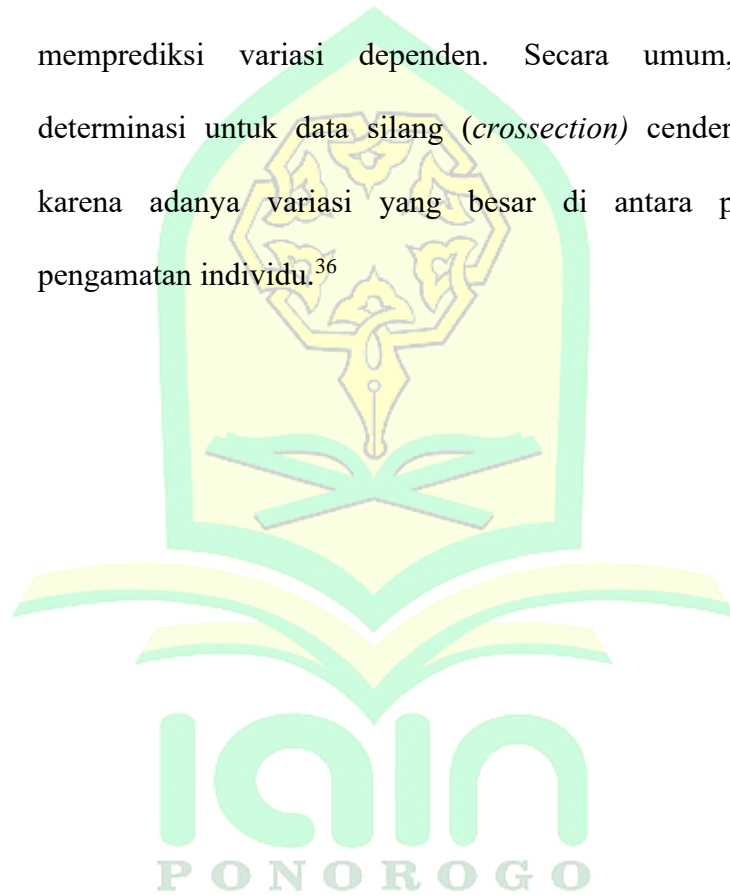 memprediksi variasi dependen. Secara umum,
determinasi untuk data silang (crossection) cender
karena adanya variasi yang besar di antara p
pengamatan individu.³⁶
iain
PONOROGO